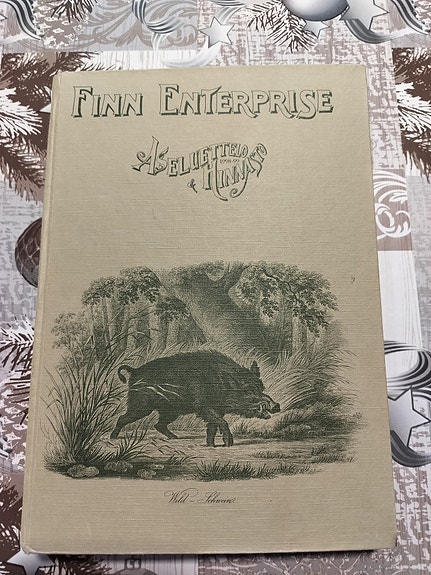 FINN ENTERPRISE
ASELUETTELO
& HINNASTO
Wild – Schwein.